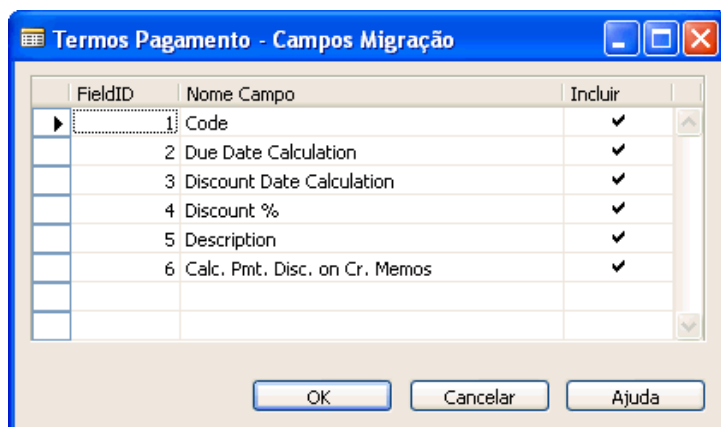 Termos Pagamento - Campos Migração
FieldID Nome Campo Incluir
1 Code
2 Due Date Calculation
3 Discount Date Calculation
4 Discount %
5 Description
6 Calc. Pmt. Disc. on Cr. Memos
OK Cancelar Ajuda